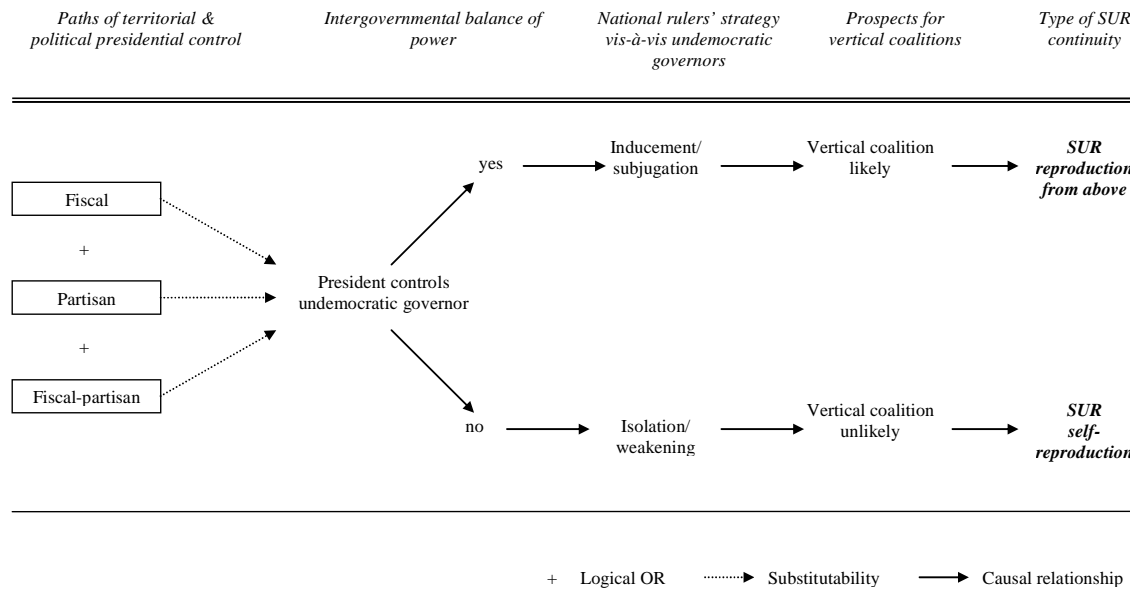 Paths of territorial &
political presidential control
Intergovernmental balance of
power
National rulers’ strategy
vis-à-vis undemocratic
governors
Prospects for
vertical coalitions
Type of SUR
continuity
Fiscal
+
Partisan
+
Fiscal-partisan
President controls
undemocratic governor
yes
Inducement/
subjugation
Vertical coalition
likely
SUR
reproduction
from above
no
Isolation/
weakening
Vertical coalition
unlikely
SUR
self-
reproduction
+ Logical OR
Substitutability
Causal relationship